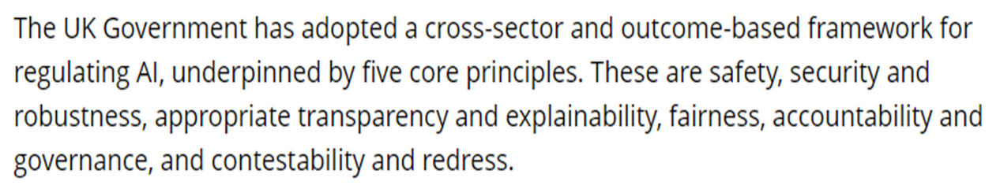 The UK Government has adopted a cross-sector and outcome-based framework for
regulating AI, underpinned by five core principles. These are safety, security and
robustness, appropriate transparency and explainability, fairness, accountability and
governance, and contestability and redress.